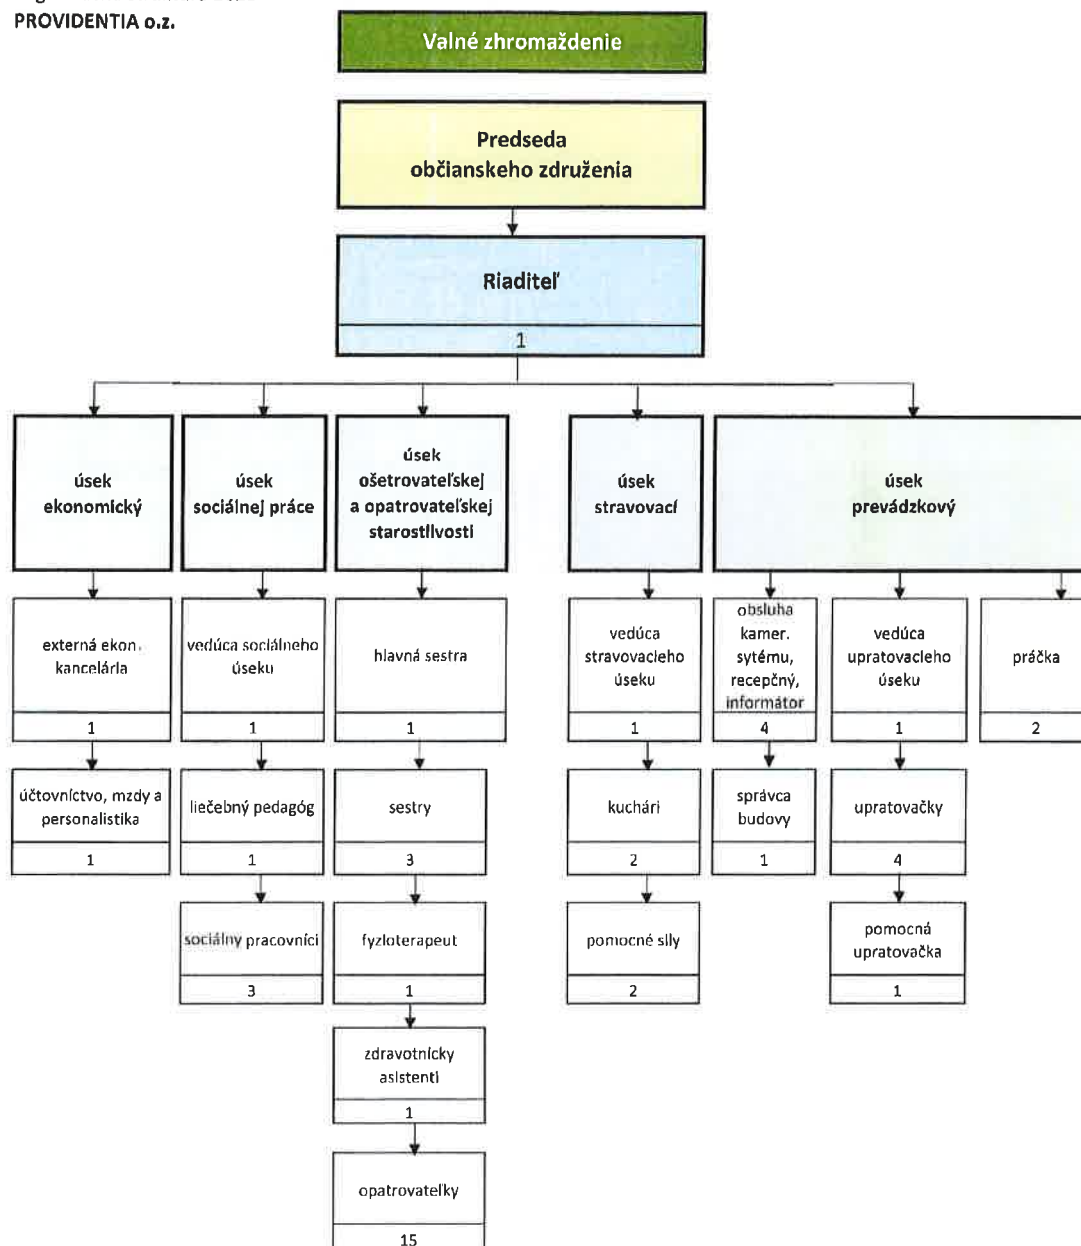 PROVIDENTIA o.z.
Valné zhromaždenie
Predseda
občianskeho združenia
Riaditeľ
1
úsek
ekonomický
úsek
sociálnej práce
úsek
ošetrovateľskej
a opatrovateľskej
starostlivosti
úsek
stravovací
úsek
prevádzkový
externá ekon.
kancelária
1
vedúca sociálneho
úseku
1
hlavná sestra
1
vedúca
stravovacieho
úseku
1
obsluha
kamer.
sytému,
recepčný,
informátor
4
vedúca
upratovacieho
úseku
1
práčka
2
účtovníctvo, mzdy a
personalistika
1
liečebný pedagóg
1
sestry
3
kuchári
2
správca
budovy
1
upratovačky
4
sociálny pracovníci
3
fyzioterapeut
1
pomocné sily
2
pomocná
upratovačka
1
zdravotnícky
asistenti
1
opatrovateľky
15